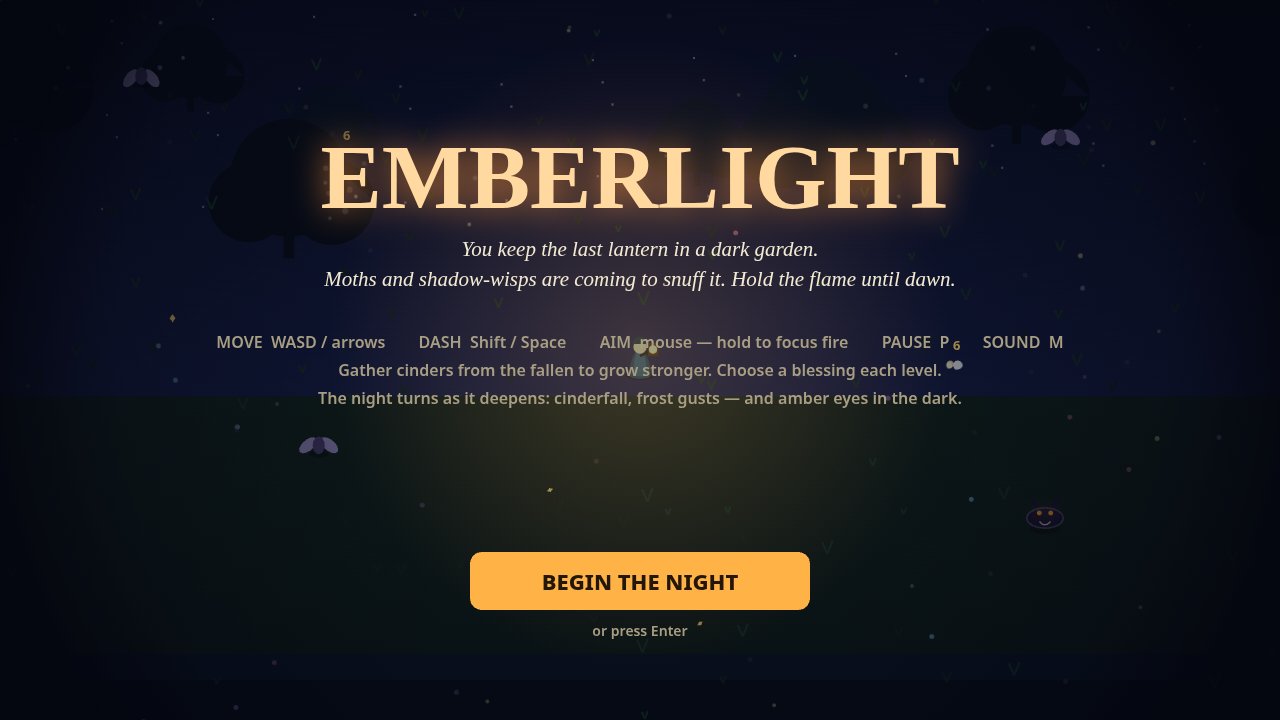 6
EMBERLIGHT
You keep the last lantern in a dark garden.
Moths and shadow-wisps are coming to snuff it. Hold the flame until dawn.
MOVE WASD / arrows DASH Shift / Space AIM mouse — hold to focus fire PAUSE P SOUND M
6
Gather cinders from the fallen to grow stronger. Choose a blessing each level.
The night turns as it deepens: cinderfall, frost gusts — and amber eyes in the dark.
BEGIN THE NIGHT
or press Enter